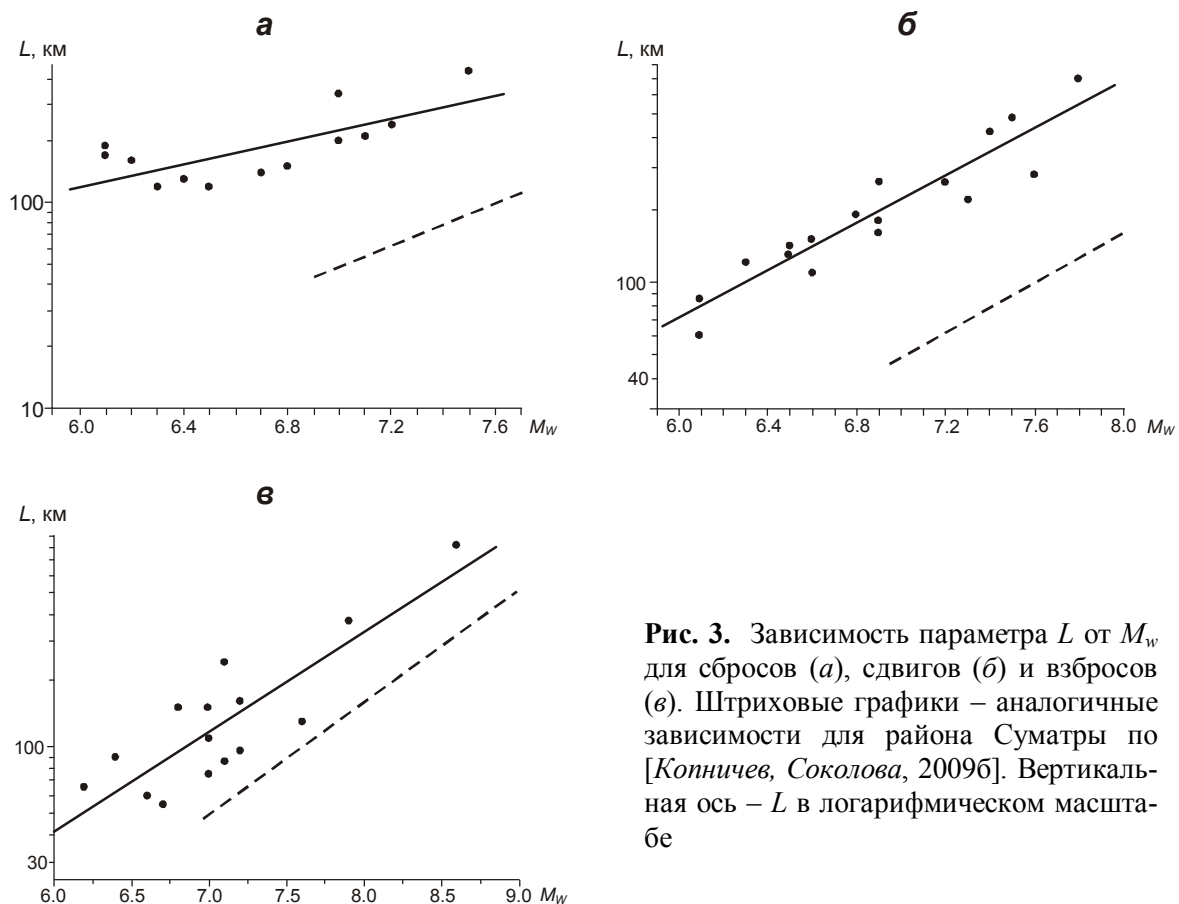 а
L, км
100
10
6.0 6.4 6.8 7.2 7.6 Mw
б
L, км
100
40
6.0 6.4 6.8 7.2 7.6 8.0 Mw
в
L, км
100
30
6.0 6.5 7.0 7.5 8.0 8.5 9.0 Mw
Рис. 3. Зависимость параметра L от Mw
для сбросов (а), сдвигов (б) и взбросов
(в). Штриховые графики – аналогичные
зависимости для района Суматры по
[Копничев, Соколова, 2009б]. Вертикаль-
ная ось – L в логарифмическом масшта-
бе